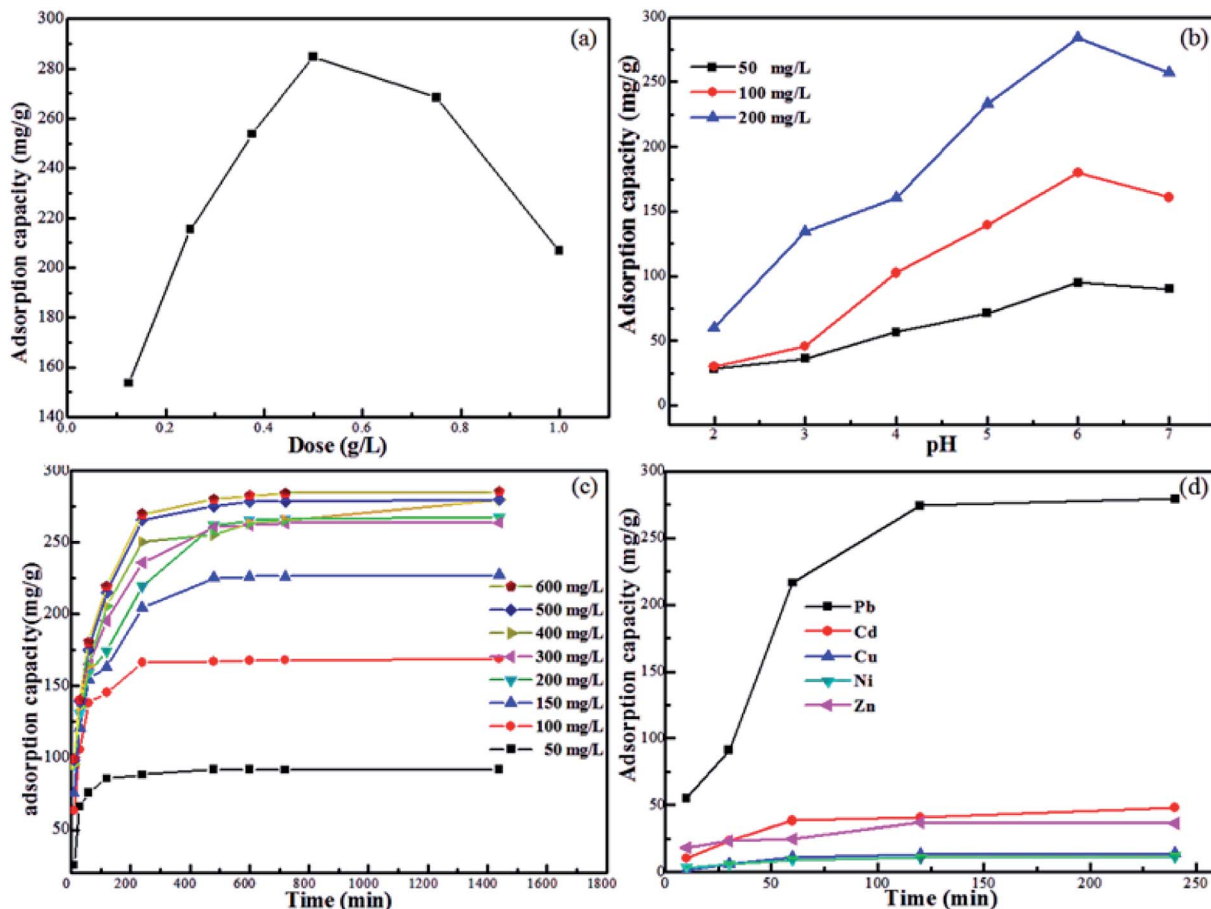 (a)
Adsorption capacity (mg/g)
300
280
260
240
220
200
180
160
140
0.0 0.2 0.4 0.6 0.8 1.0
Dose (g/L)
(b)
Adsorption capacity (mg/g)
300
250
200
150
100
50
0
50 mg/L
100 mg/L
200 mg/L
2 3 4 5 6 7
pH
(c)
adsorption capacity(mg/g)
300
250
200
150
100
50
600 mg/L
500 mg/L
400 mg/L
300 mg/L
200 mg/L
150 mg/L
100 mg/L
50 mg/L
0 200 400 600 800 1000 1200 1400 1600 1800
Time (min)
(d)
Adsorption capacity (mg/g)
300
250
200
150
100
50
0
Pb
Cd
Cu
Ni
Zn
0 50 100 150 200 250
Time (min)